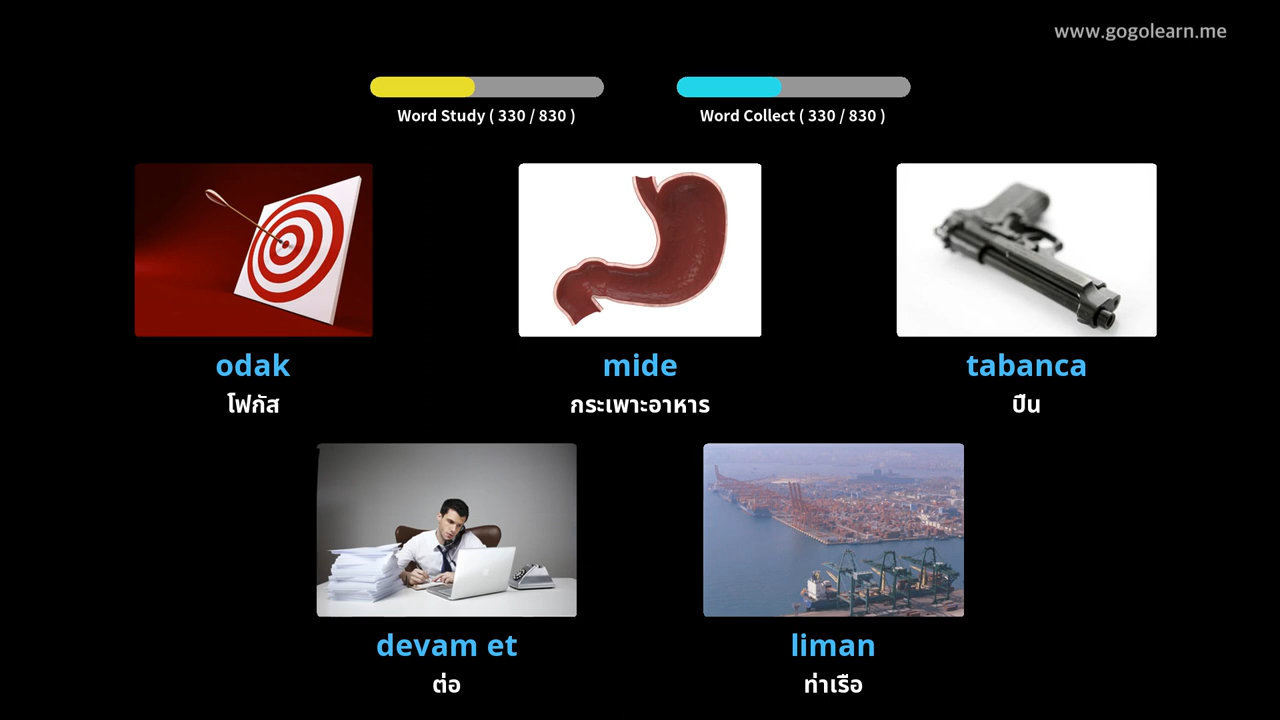 www.gogolearn.me
Word Study ( 330 / 830 )
Word Collect ( 330 / 830 )
odak
โฟกัส
mide
กระเพาะอาหาร
tabanca
ปืน
devam et
ต่อ
liman
ท่าเรือ